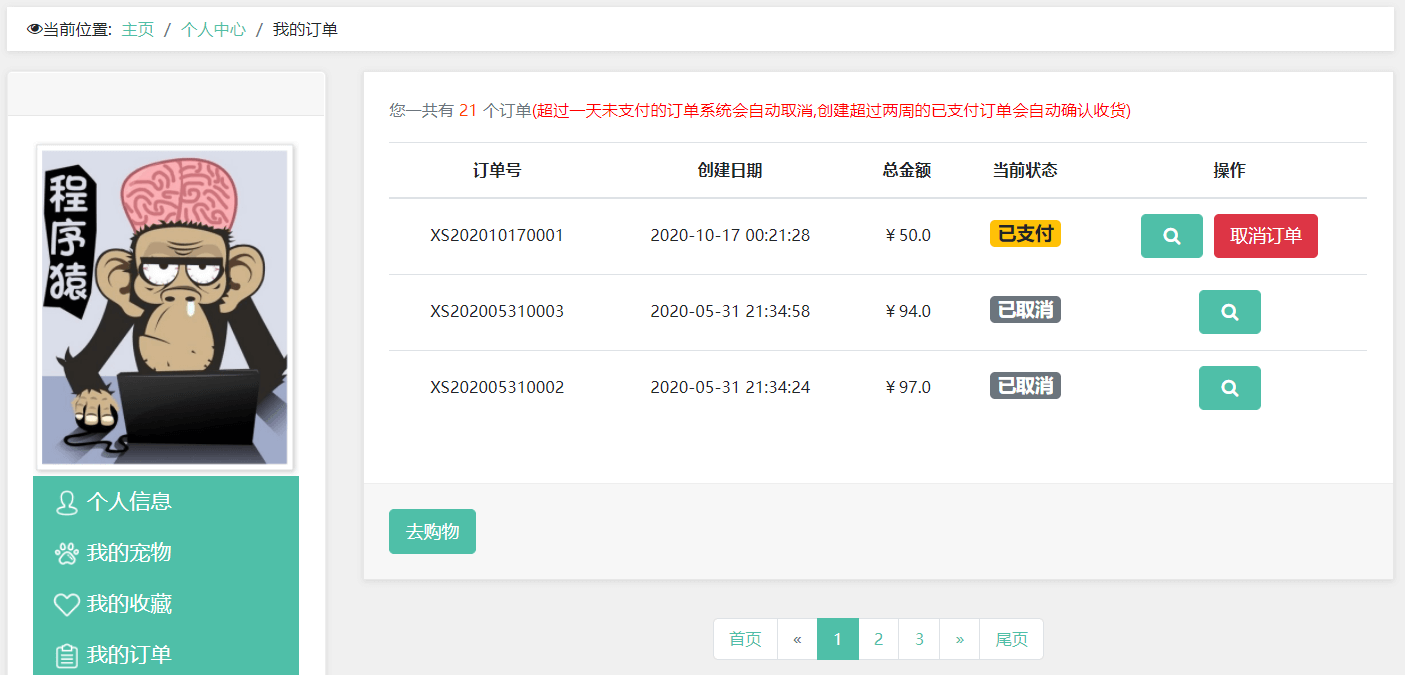 当前位置: 主页 / 个人中心 / 我的订单
程序猿
个人信息
我的宠物
我的收藏
我的订单
您一共有 21 个订单(超过一天未支付的订单系统会自动取消,创建超过两周的已支付订单会自动确认收货)
订单号 创建日期 总金额 当前状态 操作
XS202010170001 2020-10-17 00:21:28 ¥ 50.0 已支付 取消订单
XS202005310003 2020-05-31 21:34:58 ¥ 94.0 已取消
XS202005310002 2020-05-31 21:34:24 ¥ 97.0 已取消
去购物
首页 « 1 2 3 » 尾页